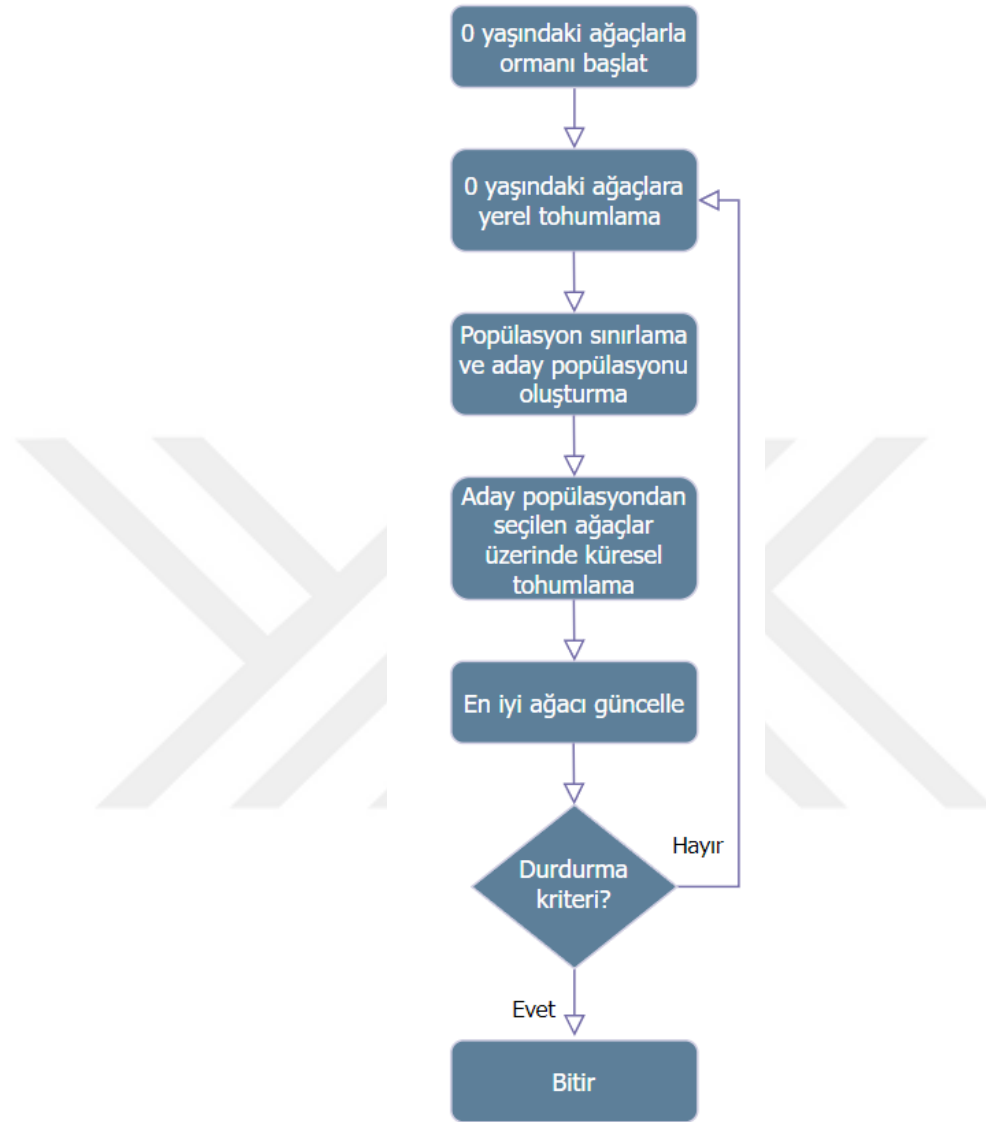 0 yaşındaki ağaçlarla
ormanı başlat
0 yaşındaki ağaçlara
yerel tohumlama
Popülasyon sınırlama
ve aday popülasyonu
oluşturma
Aday popülasyondan
seçilen ağaçlar
üzerinde küresel
tohumlama
En iyi ağacı güncelle
Durdurma
kriteri?
Hayır
Evet
Bitir